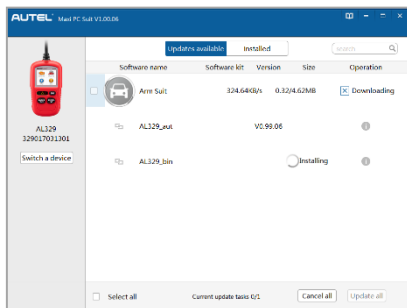 AUTEL Maxi PC Suit V1.00.06
Updates available Installed search
Software name Software kit Version Size Operation
Arm Suit 324.64KB/s 0.32/4.62MB Downloading
AL329_aut V0.99.06
AL329
329017031301
AL329_bin Installing
Switch a device
Select all Current update tasks 0/1 Cancel all Update all